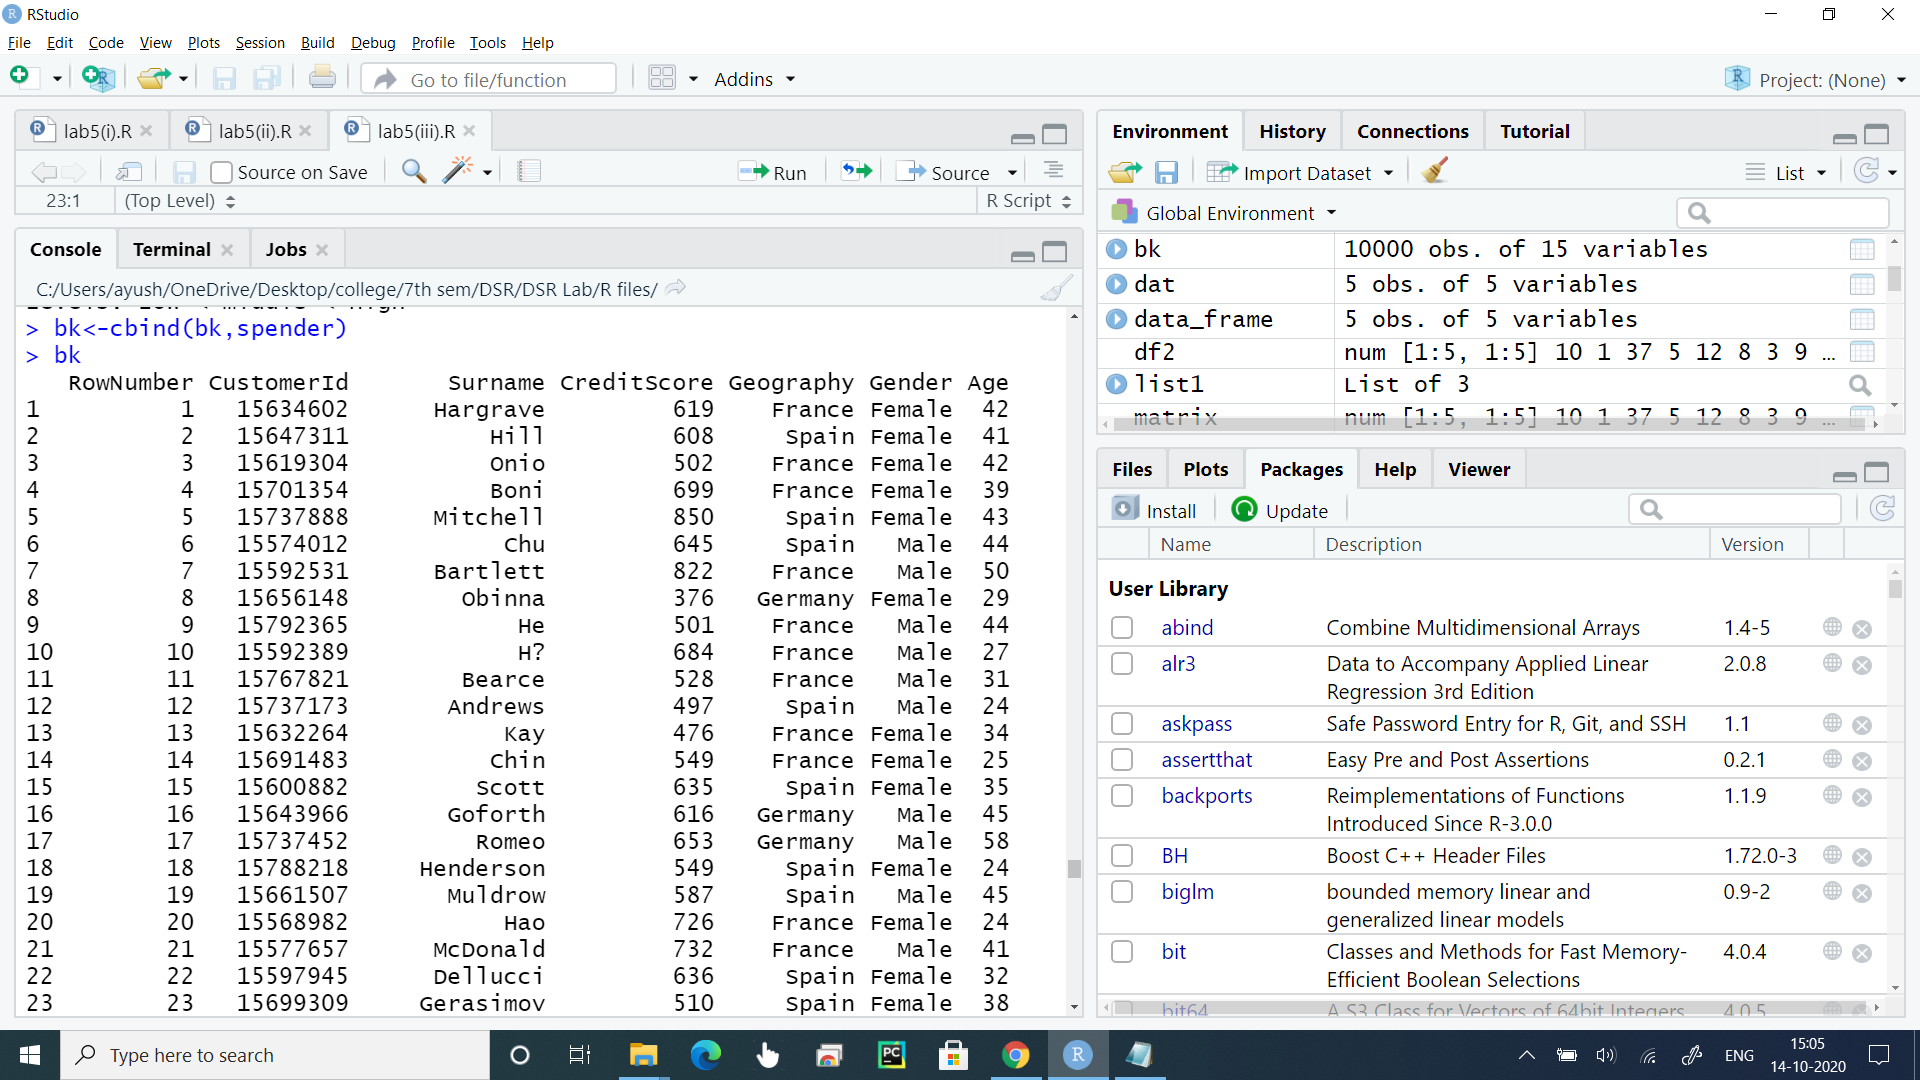 RStudio
File Edit Code View Plots Session Build Debug Profile Tools Help
Go to file/function Addins Project: (None)
lab5(i).R lab5(ii).R lab5(iii).R
Source on Save Run Source
23:1 (Top Level) R Script
Console Terminal Jobs
C:/Users/ayush/OneDrive/Desktop/college/7th sem/DSR/DSR Lab/R files/
> bk<-cbind(bk,spender)
> bk
RowNumber CustomerId Surname CreditScore Geography Gender Age
1 1 15634602 Hargrave 619 France Female 42
2 2 15647311 Hill 608 Spain Female 41
3 3 15619304 Onio 502 France Female 42
4 4 15701354 Boni 699 France Female 39
5 5 15737888 Mitchell 850 Spain Female 43
6 6 15574012 Chu 645 Spain Male 44
7 7 15592531 Bartlett 822 France Male 50
8 8 15656148 Obinna 376 Germany Female 29
9 9 15792365 He 501 France Male 44
10 10 15592389 H? 684 France Male 27
11 11 15767821 Bearce 528 France Male 31
12 12 15737173 Andrews 497 Spain Male 24
13 13 15632264 Kay 476 France Female 34
14 14 15691483 Chin 549 France Female 25
15 15 15600882 Scott 635 Spain Female 35
16 16 15643966 Goforth 616 Germany Male 45
17 17 15737452 Romeo 653 Germany Male 58
18 18 15788218 Henderson 549 Spain Female 24
19 19 15661507 Muldrow 587 Spain Male 45
20 20 15568982 Hao 726 France Female 24
21 21 15577657 McDonald 732 France Male 41
22 22 15597945 Dellucci 636 Spain Female 32
23 23 15699309 Gerasimov 510 Spain Female 38
Environment History Connections Tutorial
Import Dataset List
Global Environment
bk 10000 obs. of 15 variables
dat 5 obs. of 5 variables
data_frame 5 obs. of 5 variables
df2 num [1:5, 1:5] 10 1 37 5 12 8 3 9 ...
list1 List of 3
matrix num [1:5, 1:5] 10 1 37 5 12 8 3 9 ...
Files Plots Packages Help Viewer
Install Update
Name Description Version
User Library
abind Combine Multidimensional Arrays 1.4-5
alr3 Data to Accompany Applied Linear 2.0.8
Regression 3rd Edition
askpass Safe Password Entry for R, Git, and SSH 1.1
assertthat Easy Pre and Post Assertions 0.2.1
backports Reimplementations of Functions 1.1.9
Introduced Since R-3.0.0
BH Boost C++ Header Files 1.72.0-3
biglm bounded memory linear and 0.9-2
generalized linear models
bit Classes and Methods for Fast Memory- 4.0.4
Efficient Boolean Selections
bit64 A S3 Class for Vectors of 64bit Integers 4.0.5
Type here to search
PC
R
ENG
15:05
14-10-2020